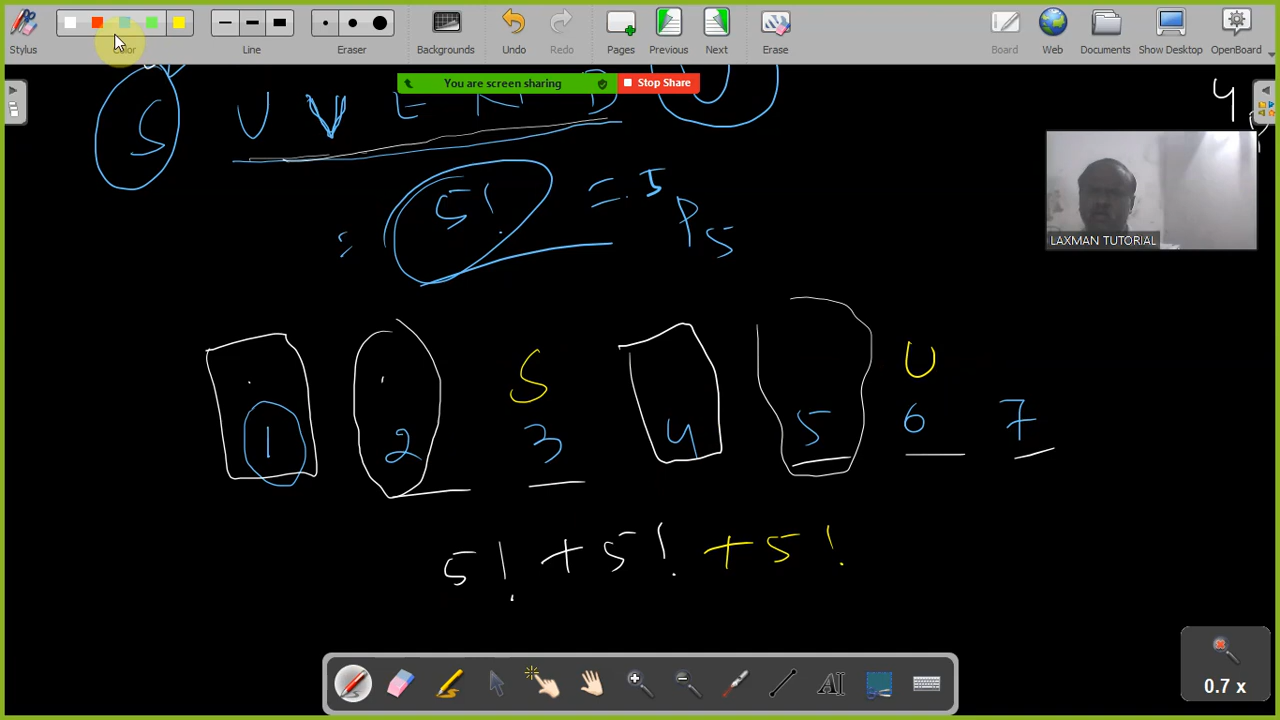 Stylus Color Line Eraser Backgrounds Undo Redo Pages Previous Next Erase Board Web Documents Show Desktop OpenBoard
You are screen sharing Stop Share
S U V E N D U
4
= 5! = 5P5
LAXMAN TUTORIAL
S U
1 2 3 4 5 6 7
5! + 5! + 5!
0.7 x